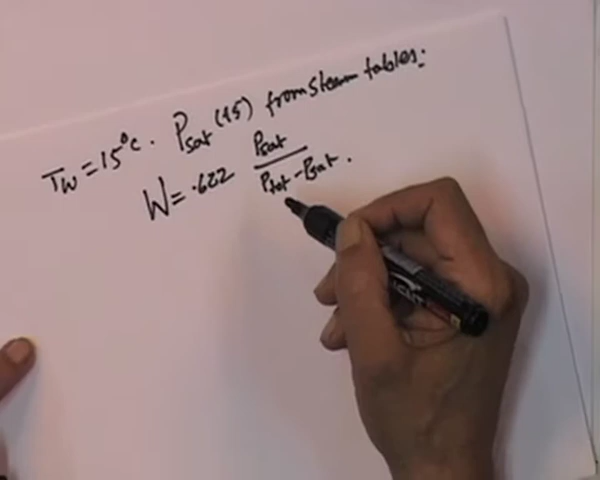 Tw = 15°C. Psat (15) from steam tables:
W = .622 Psat / Ptot - Psat.